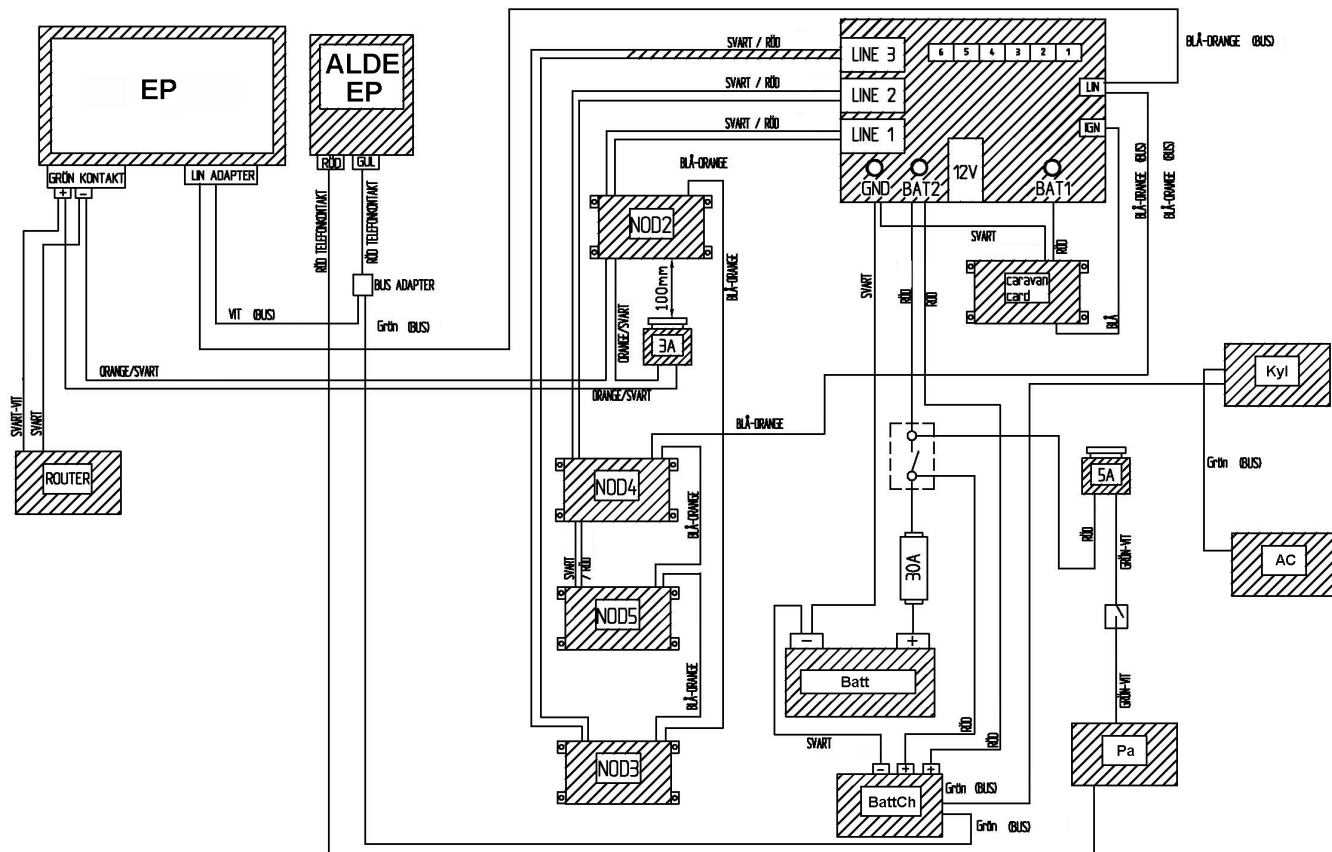 EP
ALDE
EP
RÖD
GUL
GRÖN KONTAKT
+
-
LIN ADAPTER
RÖD TELEFONKONTAKT
RÖD TELEFONKONTAKT
BUS ADAPTER
VIT (BUS)
Grön (BUS)
ORANGE/SVART
SVART-VIT
SVART
ROUTER
SVART / RÖD
SVART / RÖD
SVART / RÖD
LINE 3
LINE 2
LINE 1
6 5 4 3 2 1
LIN
IGN
GND
BAT2
12V
BAT1
BLÅ-ORANGE (BUS)
BLÅ-ORANGE (BUS)
BLÅ-ORANGE (BUS)
BLÅ-ORANGE
NOD2
BLÅ-ORANGE
100mm
3A
ORANGE/SVART
ORANGE/SVART
SVART
RÖD
caravan
card
BLÅ
SVART
RÖD
RÖD
BLÅ-ORANGE
NOD4
BLÅ-ORANGE
SVART
/ RÖD
NOD5
BLÅ-ORANGE
NOD3
30A
-
+
Batt
SVART
RÖD
RÖD
-
+
+
BattCh
Grön (BUS)
Grön (BUS)
5A
RÖD
GRÖN-VIT
GRÖN-VIT
Pa
Kyl
Grön (BUS)
AC